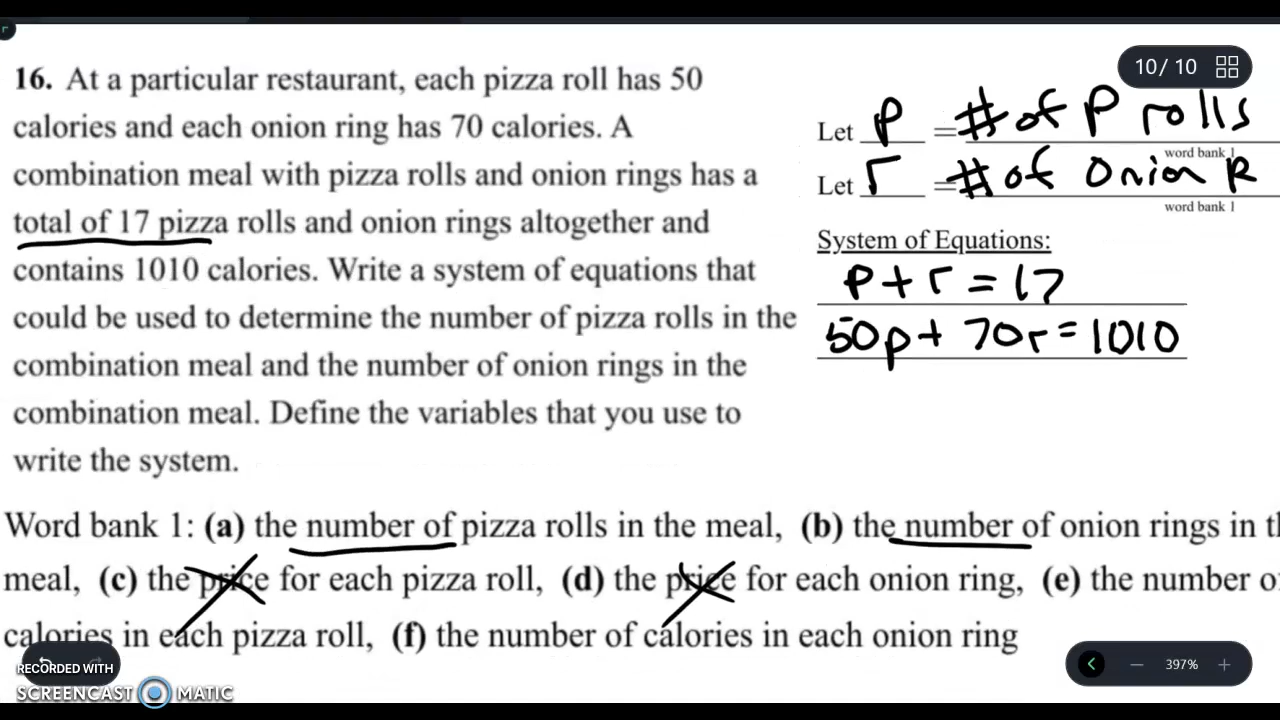 10/ 10
16. At a particular restaurant, each pizza roll has 50
calories and each onion ring has 70 calories. A
combination meal with pizza rolls and onion rings has a
total of 17 pizza rolls and onion rings altogether and
contains 1010 calories. Write a system of equations that
could be used to determine the number of pizza rolls in the
combination meal and the number of onion rings in the
combination meal. Define the variables that you use to
write the system.
Let p = # of P rolls
word bank 1
Let r = # of Onion R
word bank 1
System of Equations:
p + r = 17
50p + 70r = 1010
Word bank 1: (a) the number of pizza rolls in the meal, (b) the number of onion rings in th
meal, (c) the price for each pizza roll, (d) the price for each onion ring, (e) the number o
calories in each pizza roll, (f) the number of calories in each onion ring
RECORDED WITH
SCREENCAST MATIC
397%